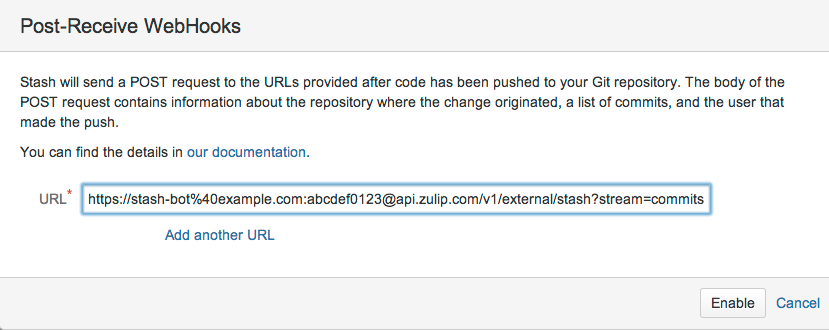 Post-Receive WebHooks
Stash will send a POST request to the URLs provided after code has been pushed to your Git repository. The body of the
POST request contains information about the repository where the change originated, a list of commits, and the user that
made the push.
You can find the details in our documentation.
URL* https://stash-bot%40example.com:abcdef0123@api.zulip.com/v1/external/stash?stream=commits
Add another URL
Enable Cancel